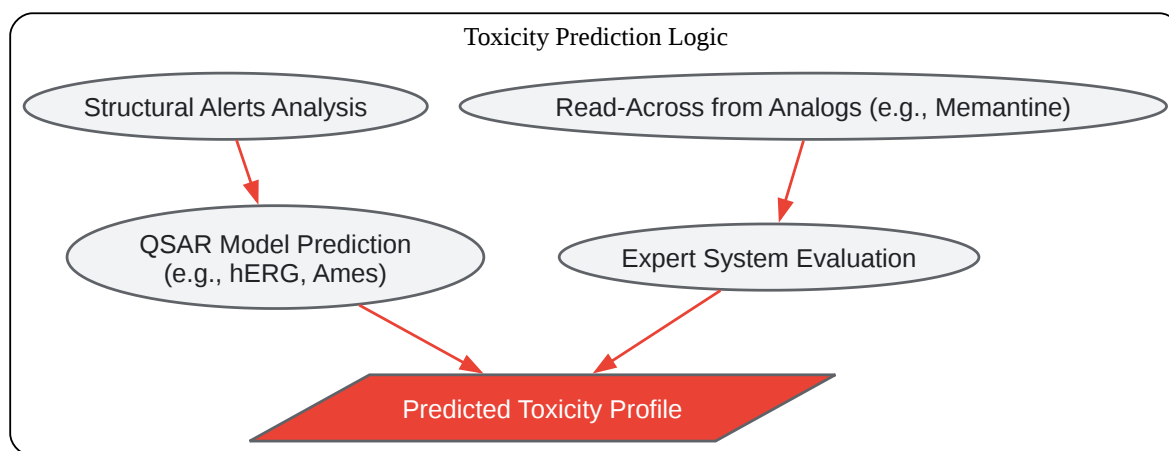 Toxicity Prediction Logic
Structural Alerts Analysis
Read-Across from Analogs (e.g., Memantine)
QSAR Model Prediction
(e.g., hERG, Ames)
Expert System Evaluation
Predicted Toxicity Profile